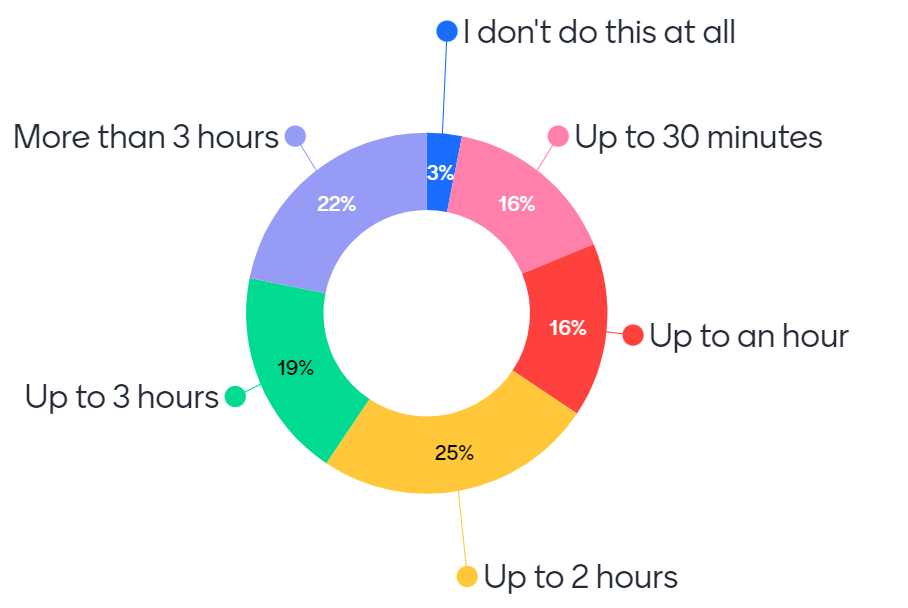 I don't do this at all
More than 3 hours
Up to 30 minutes
3%
22%
16%
16%
Up to an hour
19%
Up to 3 hours
25%
Up to 2 hours